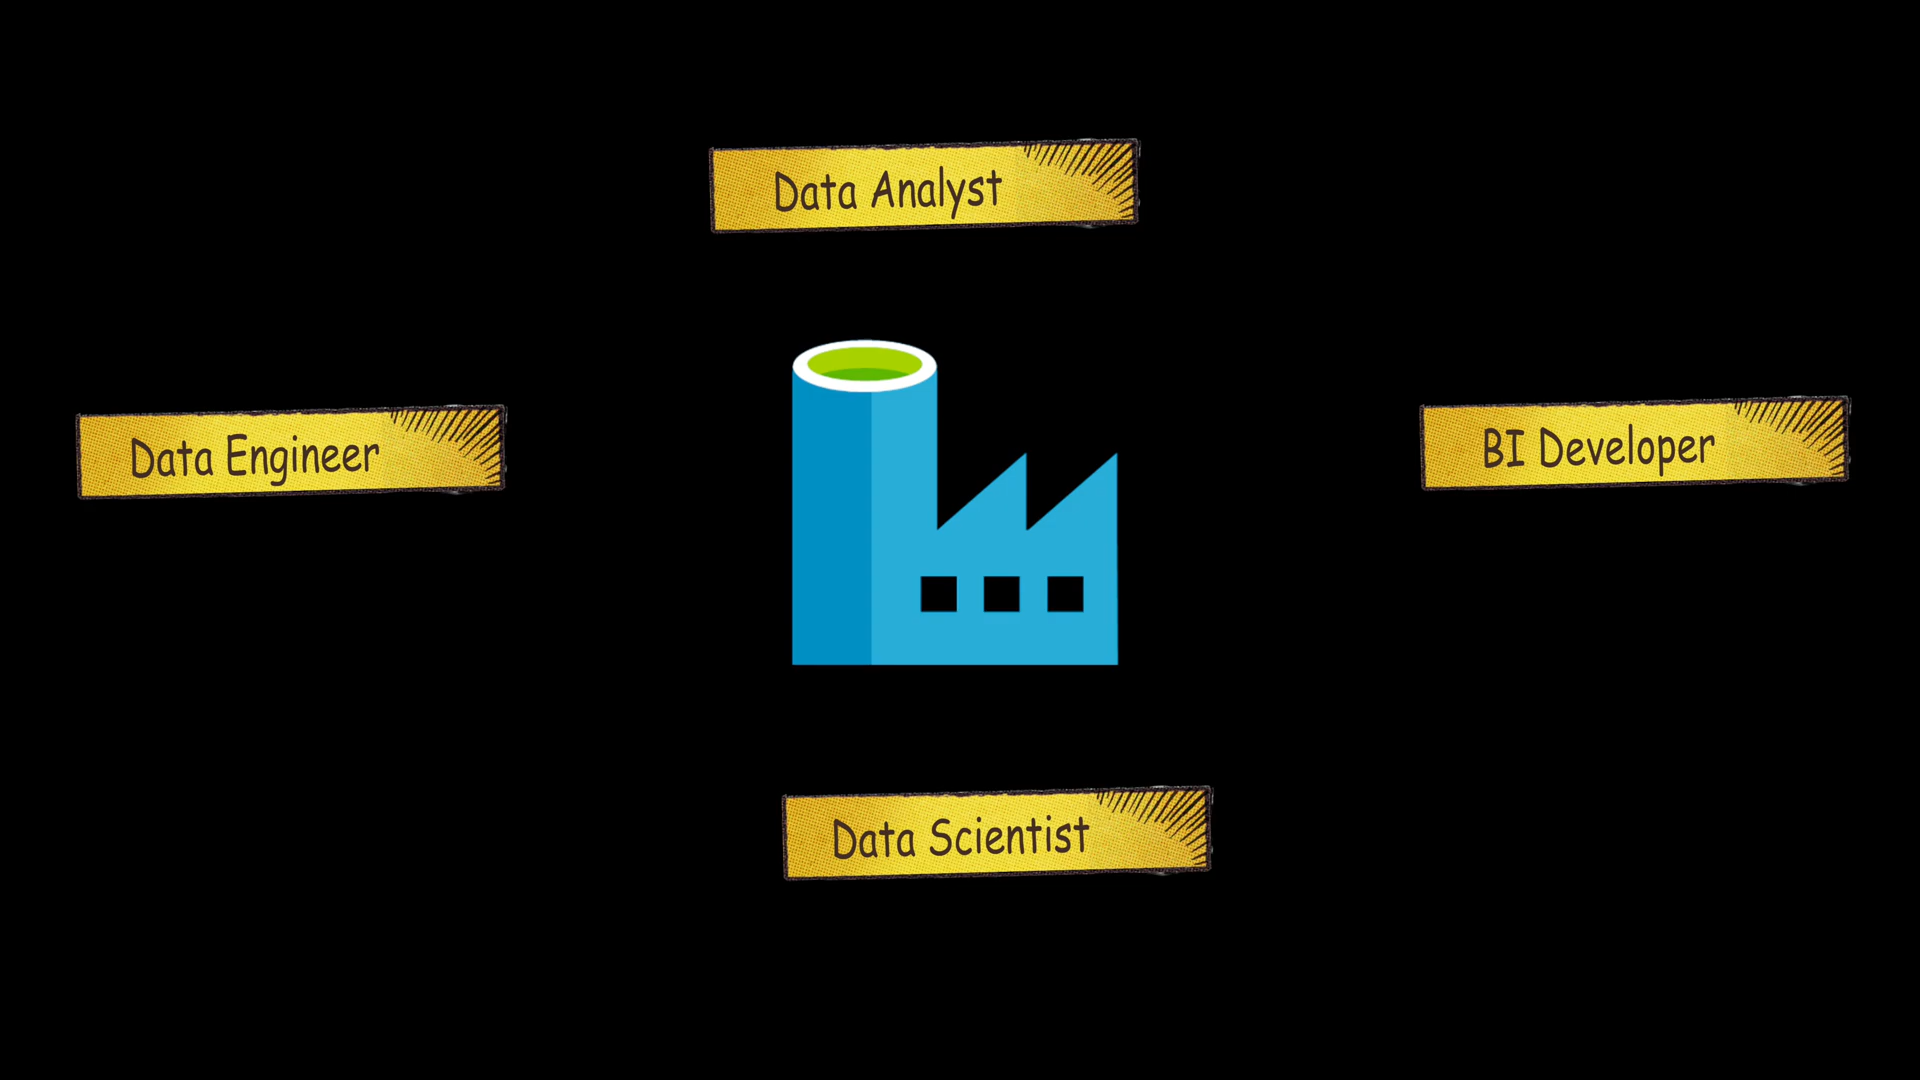 Data Analyst
Data Engineer
BI Developer
Data Scientist